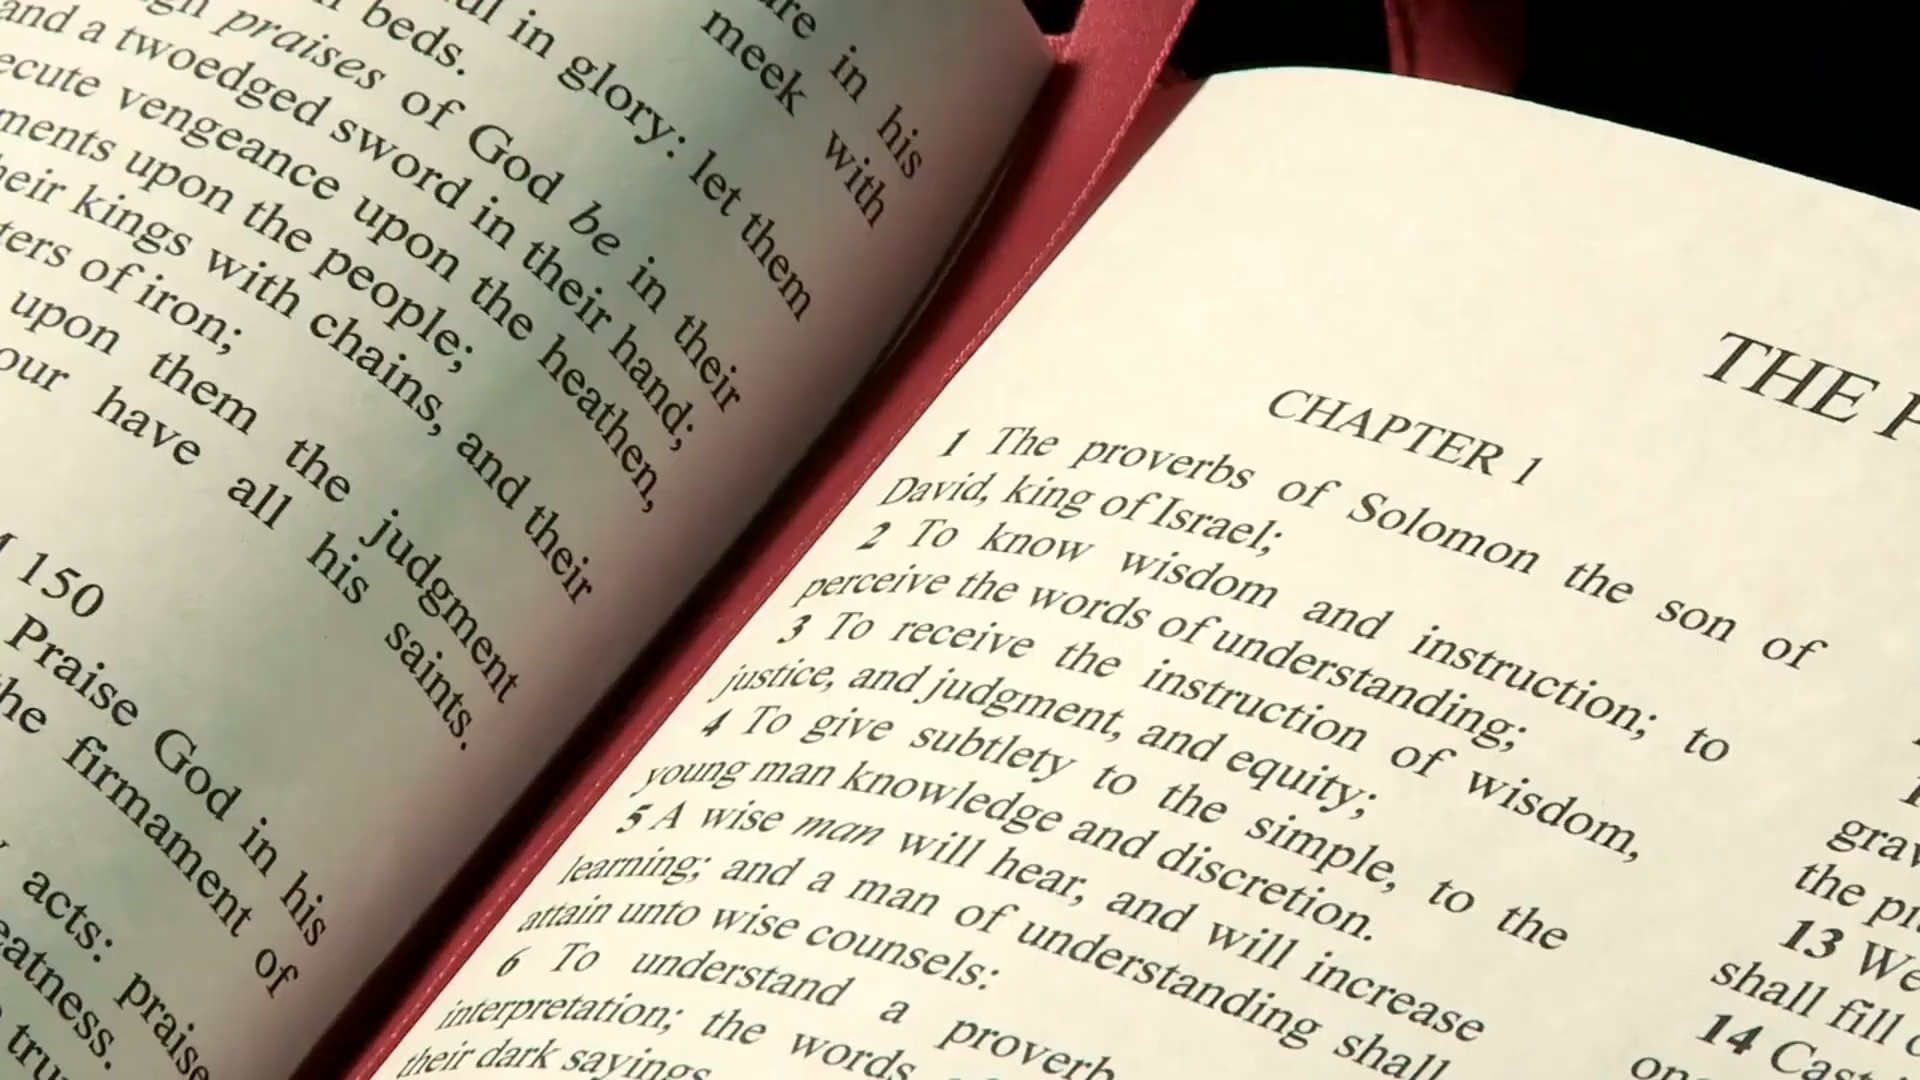 are in his
meek with
in glory: let them
beds.
praises of God be in their
and a twoedged sword in their hand;
vengeance upon the heathen,
upon the people;
kings with chains, and their
of iron;
upon them the judgment
have all his saints.
150
Praise God in his
firmament of
acts: praise
THE
CHAPTER 1
1 The proverbs of Solomon the son of
David, king of Israel;
2 To know wisdom and instruction; to
perceive the words of understanding;
3 To receive the instruction of wisdom,
justice, and judgment, and equity;
4 To give subtlety to the simple, to the
young man knowledge and discretion.
5 A wise man will hear, and will increase
learning; and a man of understanding shall
attain unto wise counsels:
6 To understand a proverb
interpretation; the words
their dark sayings
the
13 We
shall fill
14 Cast